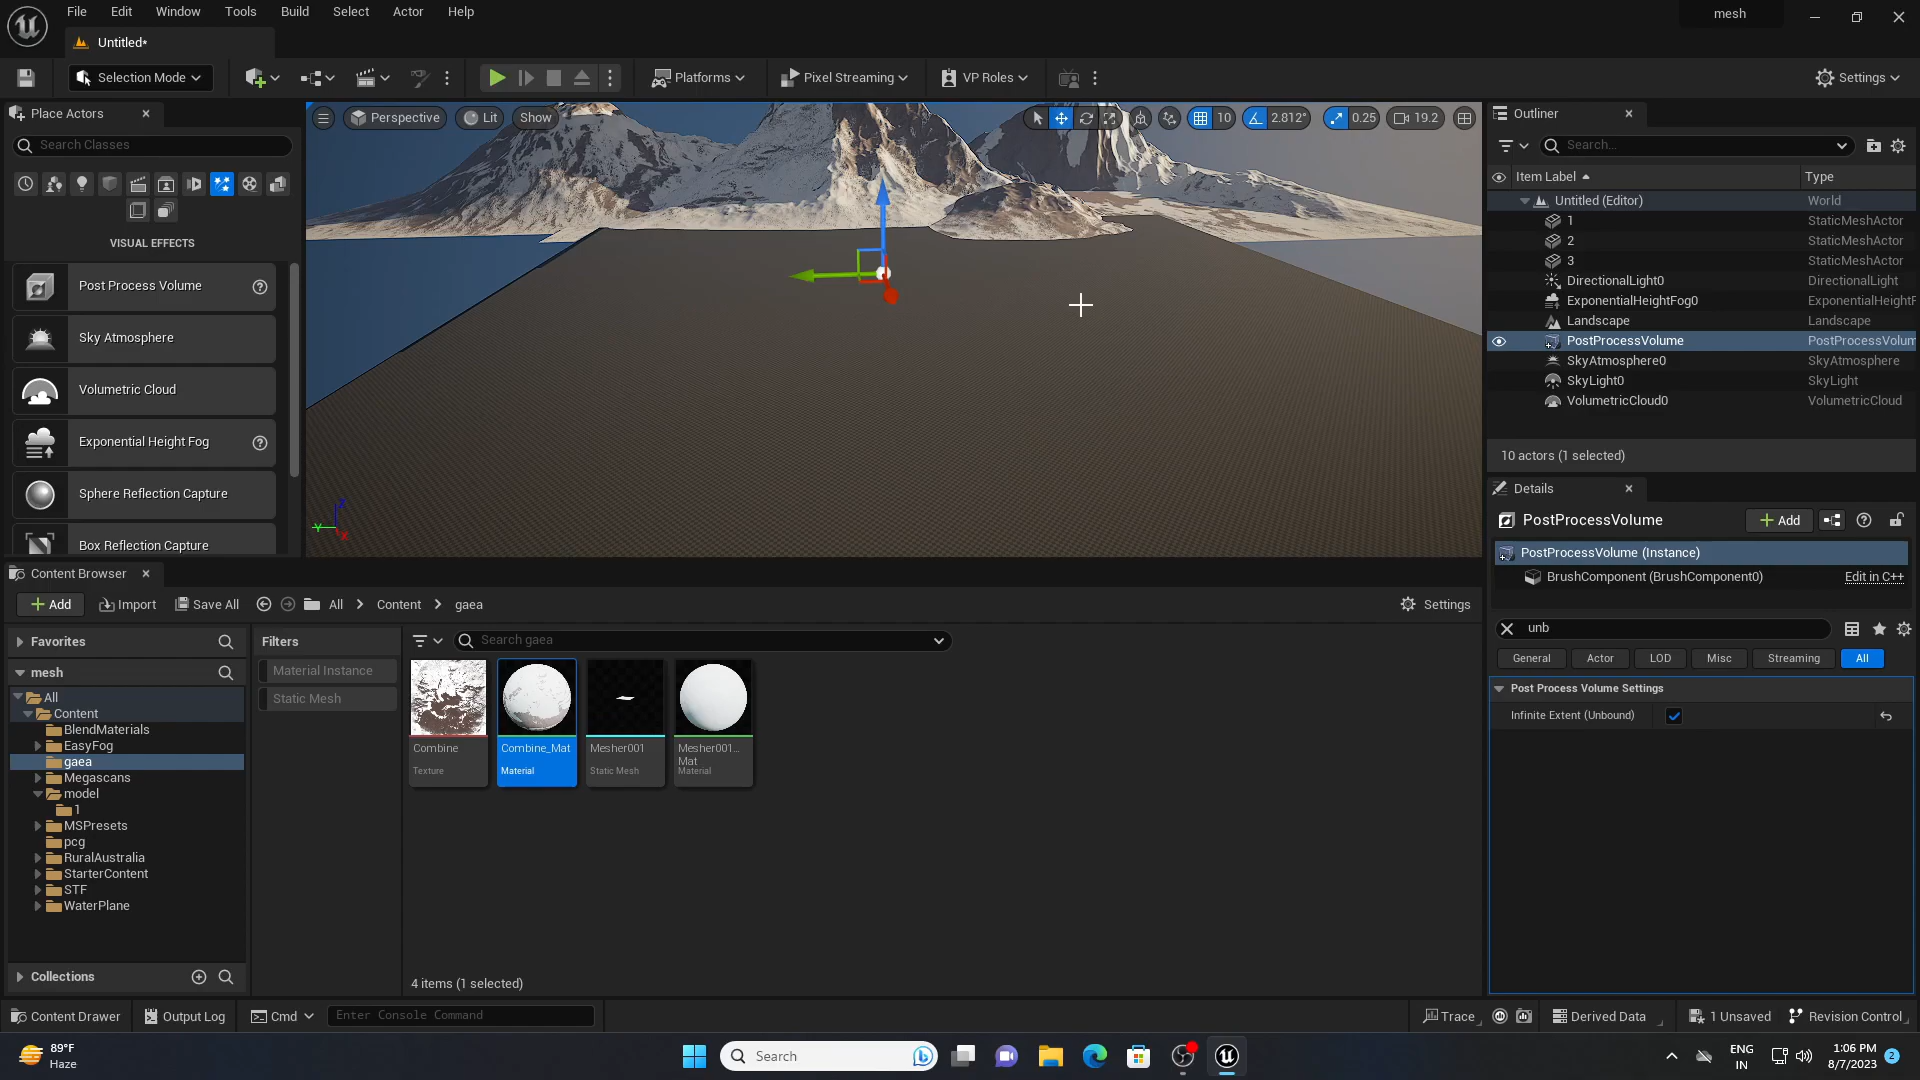 File Edit Window Tools Build Select Actor Help
mesh
Untitled*
Selection Mode
Platforms
Pixel Streaming
VP Roles
Settings
Place Actors
Search Classes
VISUAL EFFECTS
Post Process Volume
Sky Atmosphere
Volumetric Cloud
Exponential Height Fog
Sphere Reflection Capture
Box Reflection Capture
Perspective
Lit
Show
10
2.812°
0.25
19.2
Z
Y
X
Outliner
Search...
Item Label
Type
Untitled (Editor) World
1 StaticMeshActor
2 StaticMeshActor
3 StaticMeshActor
DirectionalLight0 DirectionalLight
ExponentialHeightFog0 ExponentialHeightF
Landscape Landscape
PostProcessVolume PostProcessVolum
SkyAtmosphere0 SkyAtmosphere
SkyLight0 SkyLight
VolumetricCloud0 VolumetricCloud
10 actors (1 selected)
Details
PostProcessVolume
Add
PostProcessVolume (Instance)
BrushComponent (BrushComponent0) Edit in C++
unb
General Actor LOD Misc Streaming All
Post Process Volume Settings
Infinite Extent (Unbound)
Content Browser
Add
Import
Save All
All
Content
gaea
Settings
Favorites
mesh
All
Content
BlendMaterials
EasyFog
gaea
Megascans
model
1
MSPresets
pcg
RuralAustralia
StarterContent
STF
WaterPlane
Collections
Filters
Material Instance
Static Mesh
Search gaea
Combine
Texture
Combine_Mat
Material
Mesher001
Static Mesh
Mesher001...
Mat
Material
4 items (1 selected)
Content Drawer
Output Log
Cmd
Enter Console Command
Trace
Derived Data
1 Unsaved
Revision Control
89°F
Haze
Search
ENG
IN
1:06 PM
8/7/2023
2